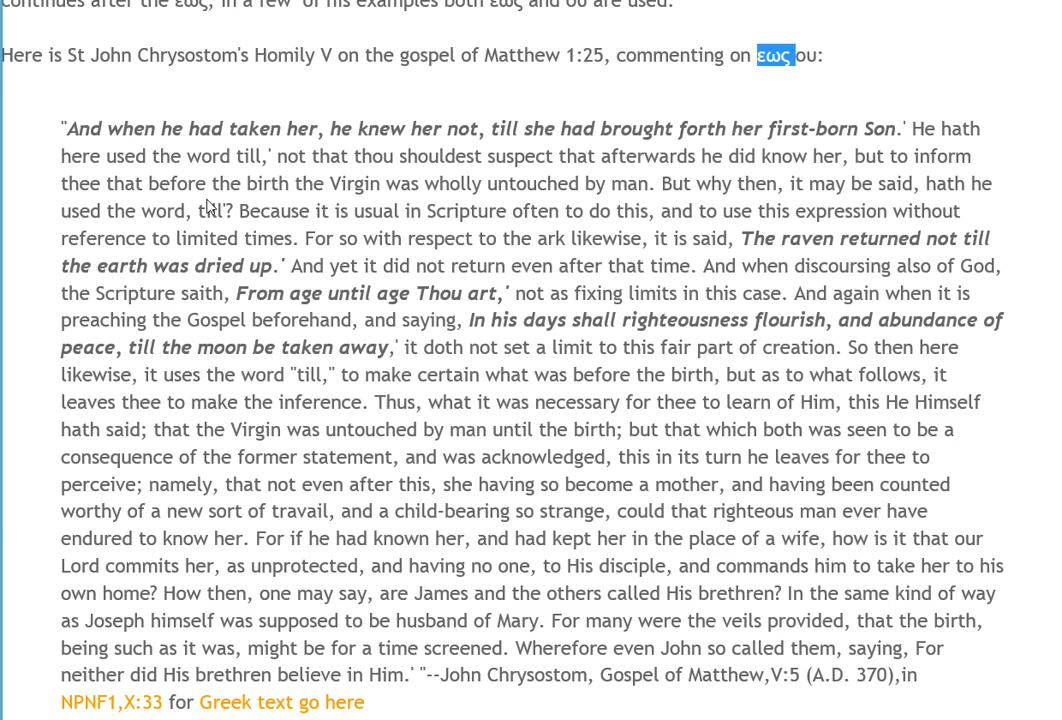 continues after the εως, in a few of his examples both εως and ου are used.
Here is St John Chrysostom's Homily V on the gospel of Matthew 1:25, commenting on εως ου:
"And when he had taken her, he knew her not, till she had brought forth her first-born Son.' He hath
here used the word till,' not that thou shouldest suspect that afterwards he did know her, but to inform
thee that before the birth the Virgin was wholly untouched by man. But why then, it may be said, hath he
used the word, till'? Because it is usual in Scripture often to do this, and to use this expression without
reference to limited times. For so with respect to the ark likewise, it is said, The raven returned not till
the earth was dried up.' And yet it did not return even after that time. And when discoursing also of God,
the Scripture saith, From age until age Thou art,' not as fixing limits in this case. And again when it is
preaching the Gospel beforehand, and saying, In his days shall righteousness flourish, and abundance of
peace, till the moon be taken away,' it doth not set a limit to this fair part of creation. So then here
likewise, it uses the word "till," to make certain what was before the birth, but as to what follows, it
leaves thee to make the inference. Thus, what it was necessary for thee to learn of Him, this He Himself
hath said; that the Virgin was untouched by man until the birth; but that which both was seen to be a
consequence of the former statement, and was acknowledged, this in its turn he leaves for thee to
perceive; namely, that not even after this, she having so become a mother, and having been counted
worthy of a new sort of travail, and a child-bearing so strange, could that righteous man ever have
endured to know her. For if he had known her, and had kept her in the place of a wife, how is it that our
Lord commits her, as unprotected, and having no one, to His disciple, and commands him to take her to his
own home? How then, one may say, are James and the others called His brethren? In the same kind of way
as Joseph himself was supposed to be husband of Mary. For many were the veils provided, that the birth,
being such as it was, might be for a time screened. Wherefore even John so called them, saying, For
neither did His brethren believe in Him.' "--John Chrysostom, Gospel of Matthew,V:5 (A.D. 370),in
NPNF1,X:33 for Greek text go here